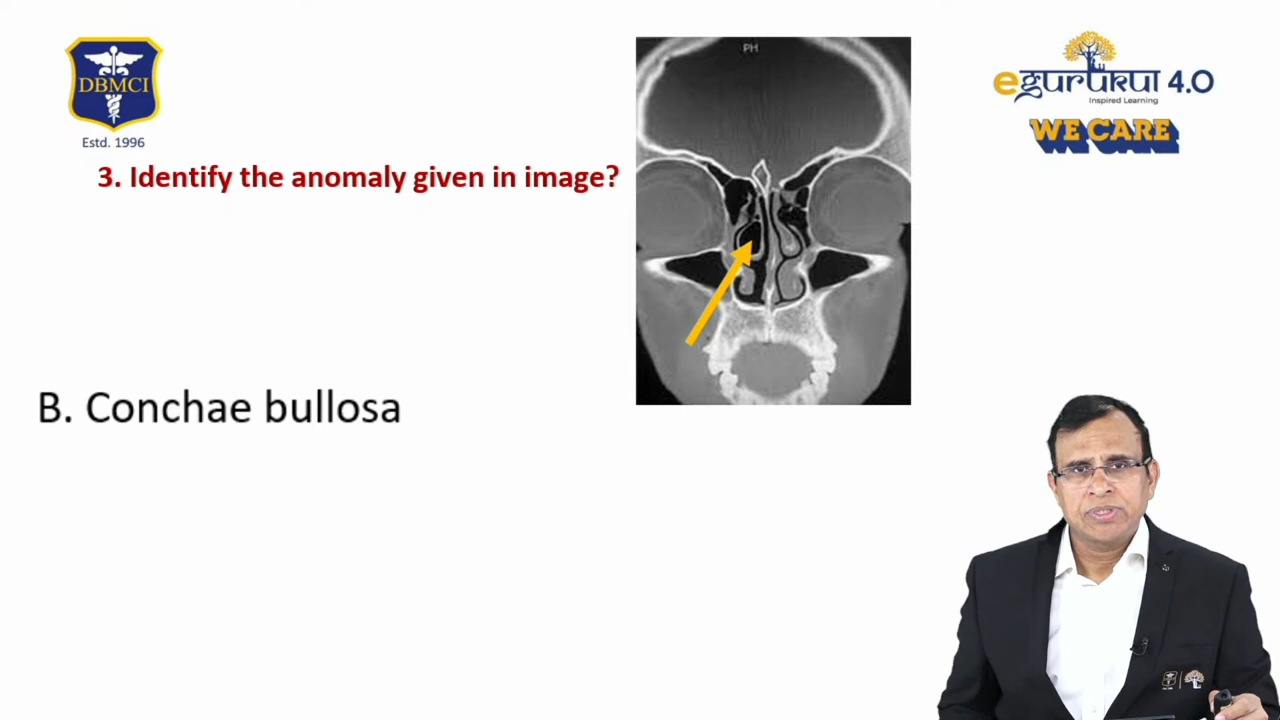 DBMCI
Estd. 1996
3. Identify the anomaly given in image?
PH
egurukul 4.0
Inspired Learning
WE CARE
B. Conchae bullosa